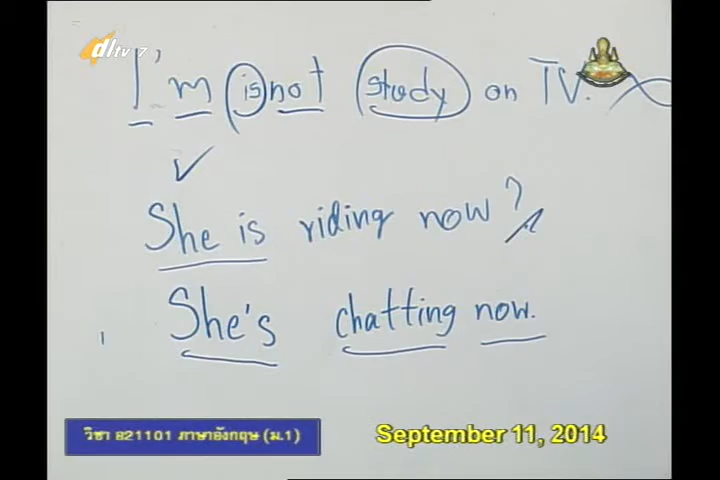 dltv 7
I'm is not study on TV.
She is riding now?
She's chatting now.
วิชา อ21101 ภาษาอังกฤษ (ม.1)
September 11, 2014